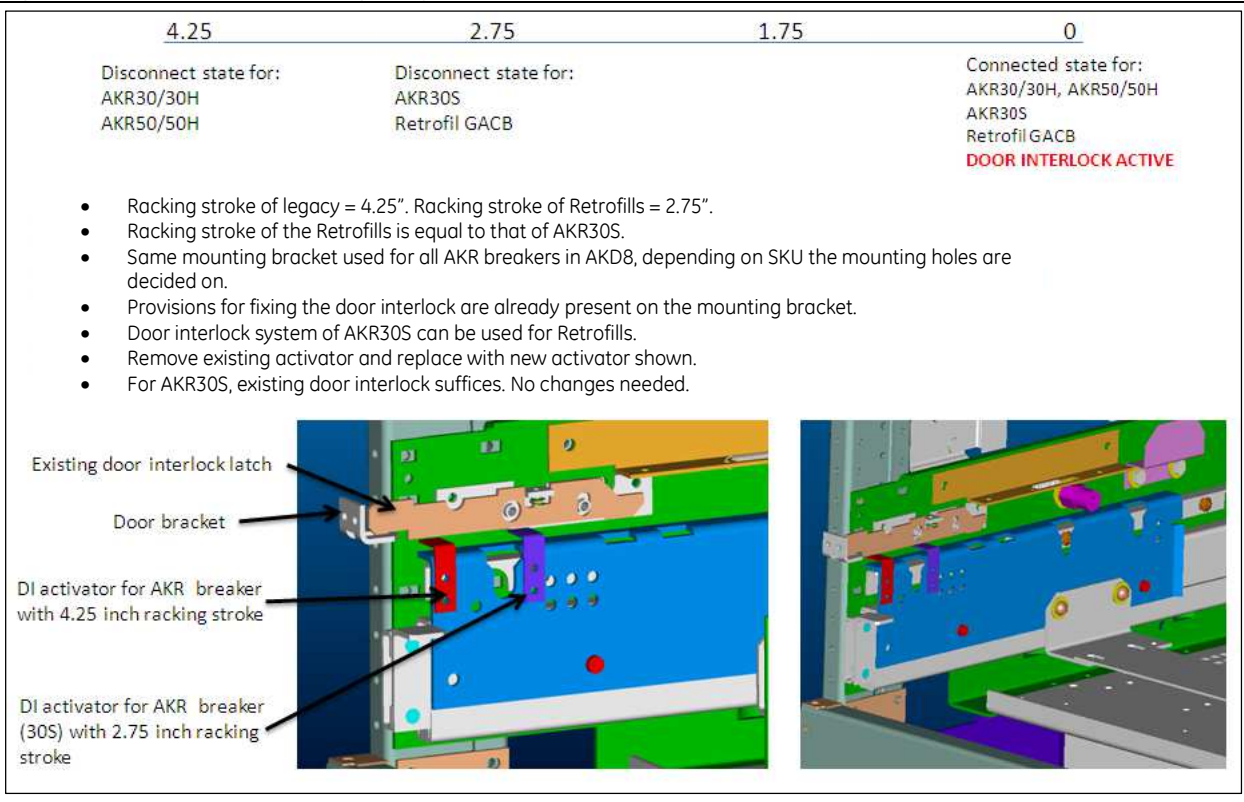 4.25 2.75 1.75 0
Disconnect state for:
AKR30/30H
AKR50/50H
Disconnect state for:
AKR30S
Retrofil GACB
Connected state for:
AKR30/30H, AKR50/50H
AKR30S
Retrofil GACB
DOOR INTERLOCK ACTIVE
• Racking stroke of legacy = 4.25”. Racking stroke of Retrofills = 2.75”.
• Racking stroke of the Retrofills is equal to that of AKR30S.
• Same mounting bracket used for all AKR breakers in AKD8, depending on SKU the mounting holes are
decided on.
• Provisions for fixing the door interlock are already present on the mounting bracket.
• Door interlock system of AKR30S can be used for Retrofills.
• Remove existing activator and replace with new activator shown.
• For AKR30S, existing door interlock suffices. No changes needed.
Existing door interlock latch
Door bracket
DI activator for AKR breaker
with 4.25 inch racking stroke
DI activator for AKR breaker
(30S) with 2.75 inch racking
stroke